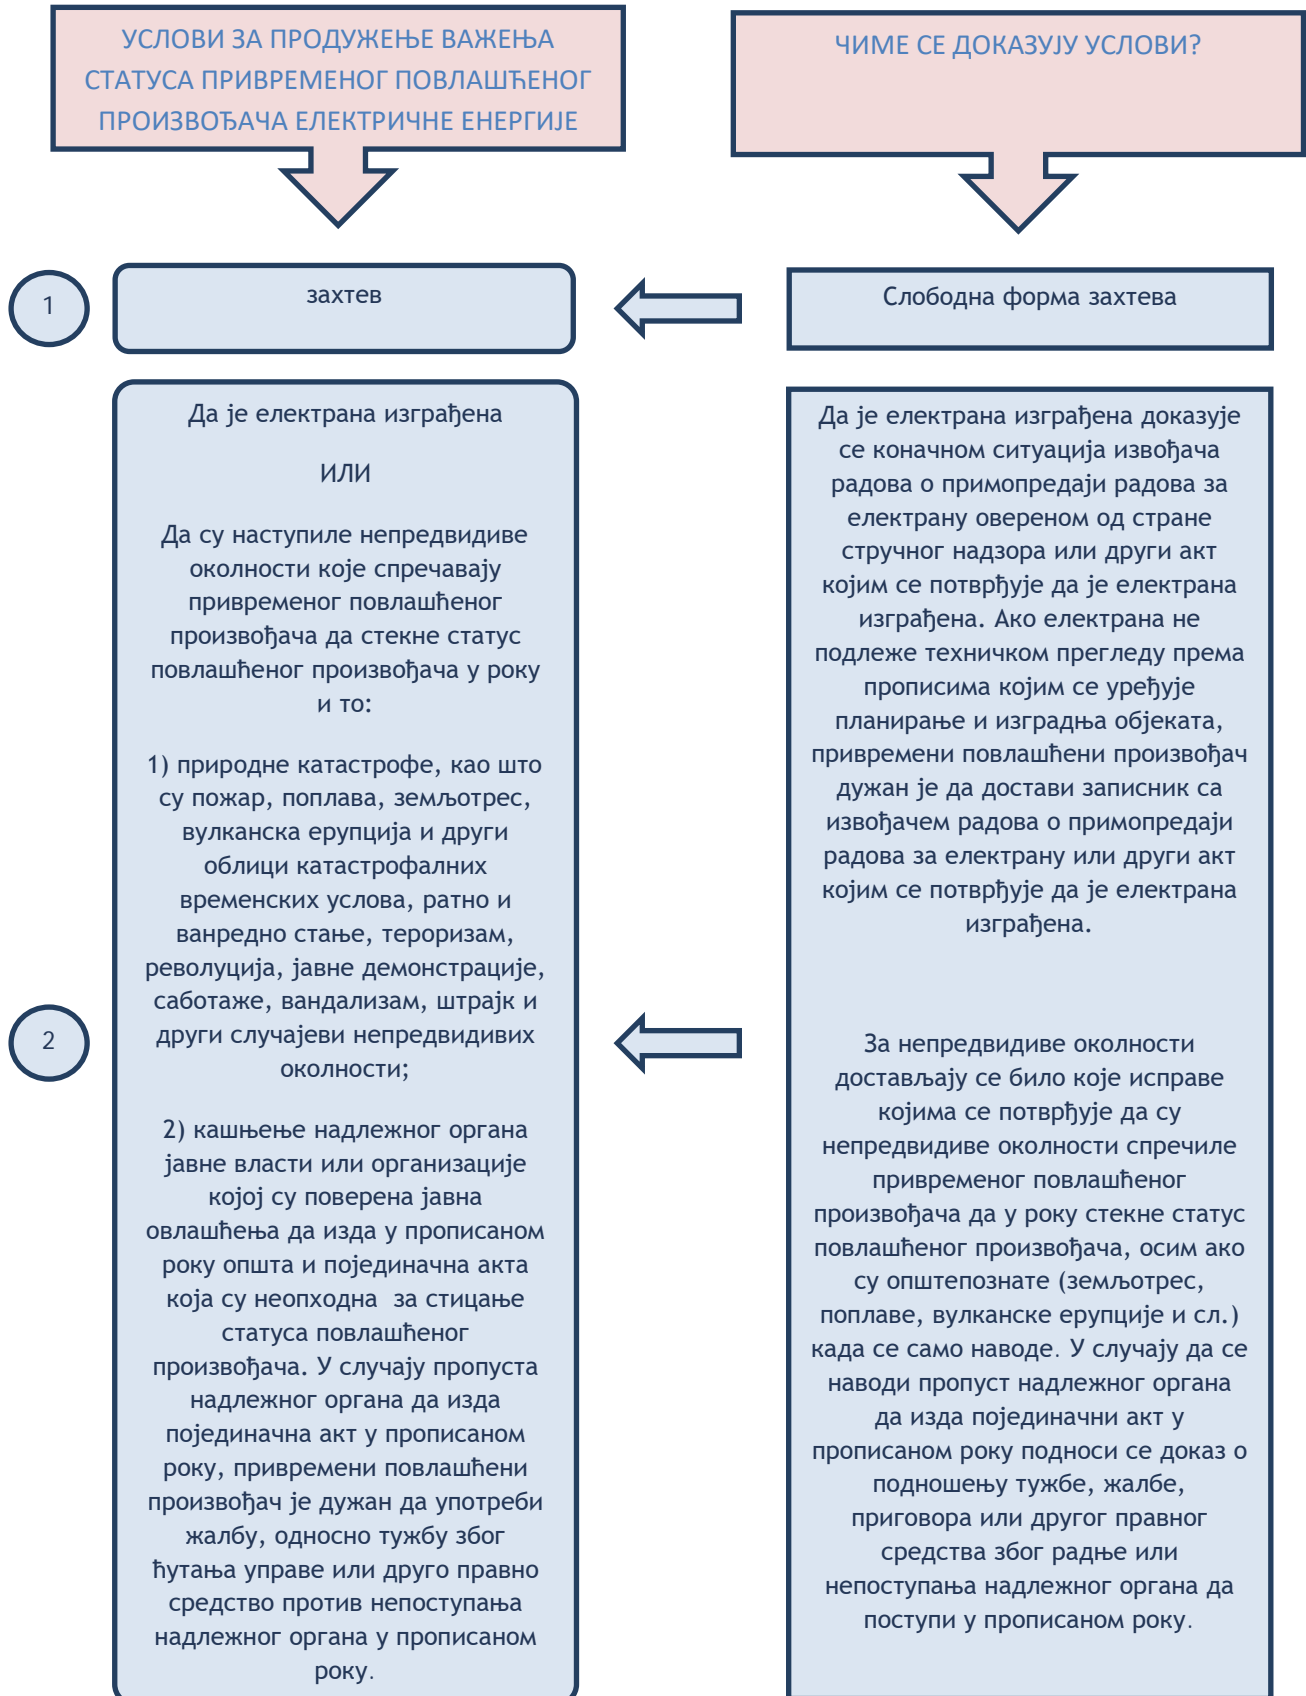 УСЛОВИ ЗА ПРОДУЖЕЊЕ ВАЖЕЊА
СТАТУСА ПРИВРЕМЕНОГ ПОВЛАШЋЕНОГ
ПРОИЗВОЂАЧА ЕЛЕКТРИЧНЕ ЕНЕРГИЈЕ
ЧИМЕ СЕ ДОКАЗУЈУ УСЛОВИ?
1
захтев
Слободна форма захтева
2
Да је електрана изграђена
ИЛИ
Да су наступиле непредвидиве
околности које спречавају
привременог повлашћеног
произвођача да стекне статус
повлашћеног произвођача у року
и то:
1) природне катастрофе, као што
су пожар, поплава, земљотрес,
вулканска ерупција и други
облици катастрофалних
временских услова, ратно и
ванредно стање, тероризам,
револуција, јавне демонстрације,
саботаже, вандализам, штрајк и
други случајеви непредвидивих
околности;
2) кашњење надлежног органа
јавне власти или организације
којој су поверена јавна
овлашћења да изда у прописаном
року општа и појединачна акта
која су неопходна  за стицање
статуса повлашћеног
произвођача. У случају пропуста
надлежног органа да изда
појединачна акт у прописаном
року, привремени повлашћени
произвођач је дужан да употреби
жалбу, односно тужбу због
ћутања управе или друго правно
средство против непоступања
надлежног органа у прописаном
року.
Да је електрана изграђена доказује
се коначном ситуација извођача
радова о примопредаји радова за
електрану овереном од стране
стручног надзора или други акт
којим се потврђује да је електрана
изграђена. Ако електрана не
подлеже техничком прегледу према
прописима којим се уређује
планирање и изградња објеката,
привремени повлашћени произвођач
дужан је да достави записник са
извођачем радова о примопредаји
радова за електрану или други акт
којим се потврђује да је електрана
изграђена.
За непредвидиве околности
достављају се било које исправе
којима се потврђује да су
непредвидиве околности спречиле
привременог повлашћеног
произвођача да у року стекне статус
повлашћеног произвођача, осим ако
су општепознате (земљотрес,
поплаве, вулканске ерупције и сл.)
када се само наводе. У случају да се
наводи пропуст надлежног органа
да изда појединачни акт у
прописаном року подноси се доказ о
подношењу тужбе, жалбе,
приговора или другог правног
средства због радње или
непоступања надлежног органа да
поступи у прописаном року.